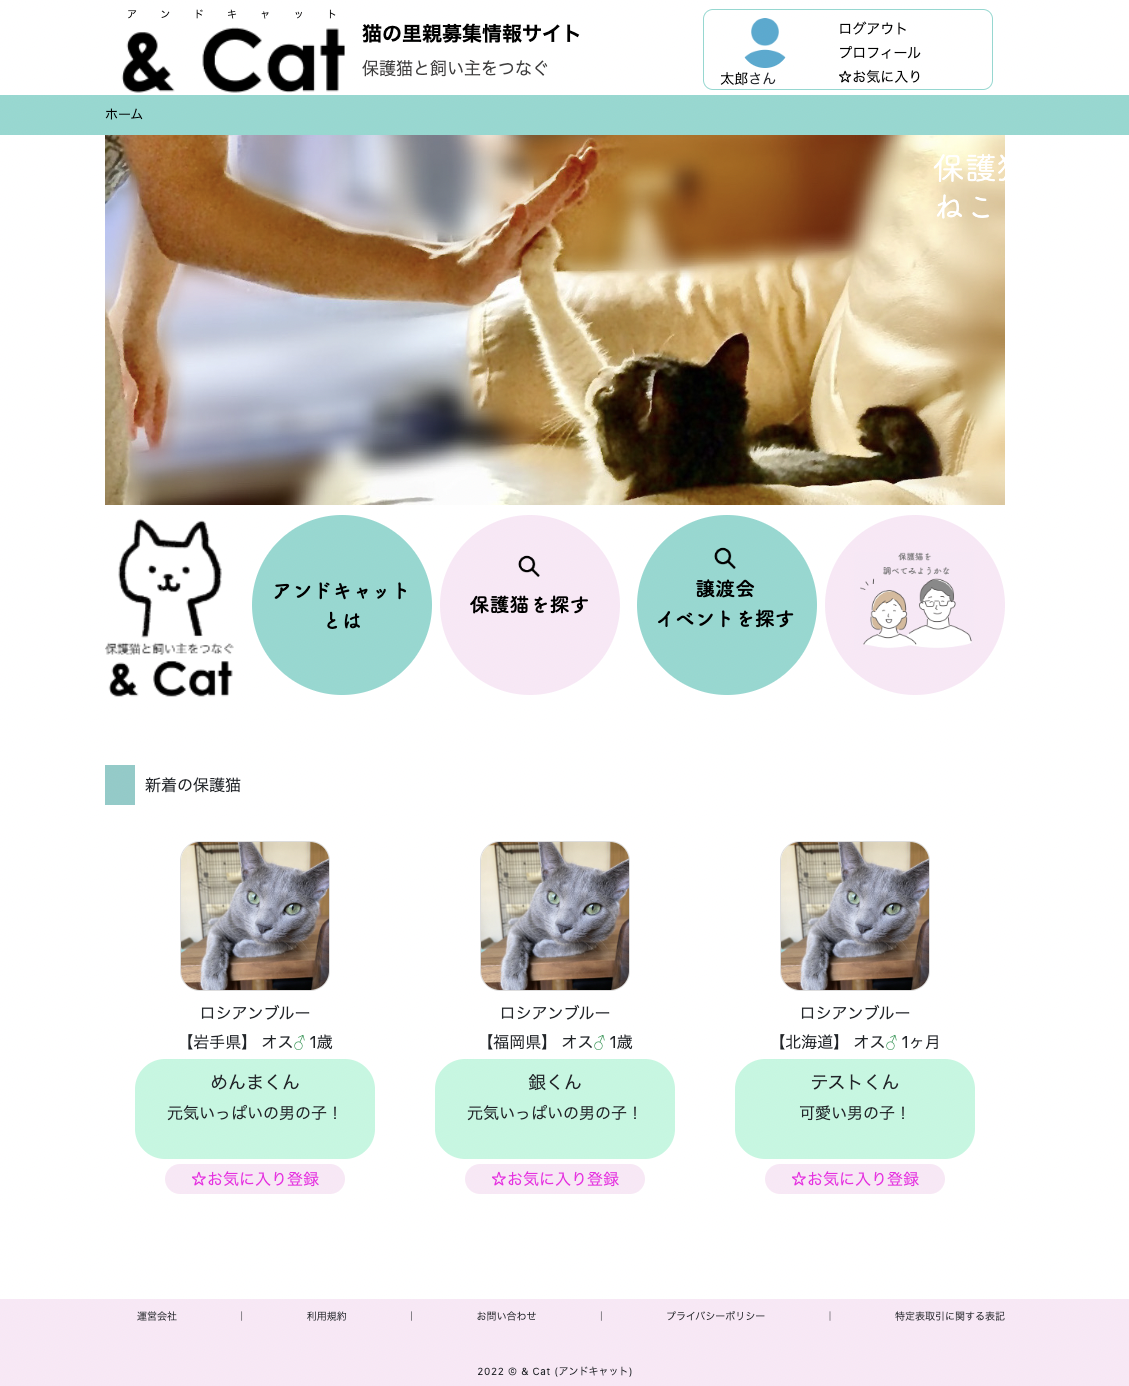 アンドキャット
& Cat
猫の里親募集情報サイト
保護猫と飼い主をつなぐ
太郎さん
ログアウト
プロフィール
☆お気に入り
ホーム
保護
ねこ
保護猫と飼い主をつなぐ
& Cat
アンドキャット
とは
保護猫を探す
譲渡会
イベントを探す
保護猫を
調べてみようかな
新着の保護猫
ロシアンブルー
【岩手県】 オス♂ 1歳
めんまくん
元気いっぱいの男の子！
☆お気に入り登録
ロシアンブルー
【福岡県】 オス♂ 1歳
銀くん
元気いっぱいの男の子！
☆お気に入り登録
ロシアンブルー
【北海道】 オス♂ 1ヶ月
テストくん
可愛い男の子！
☆お気に入り登録
運営会社 | 利用規約 | お問い合わせ | プライバシーポリシー | 特定表取引に関する表記
2022 © & Cat (アンドキャット)